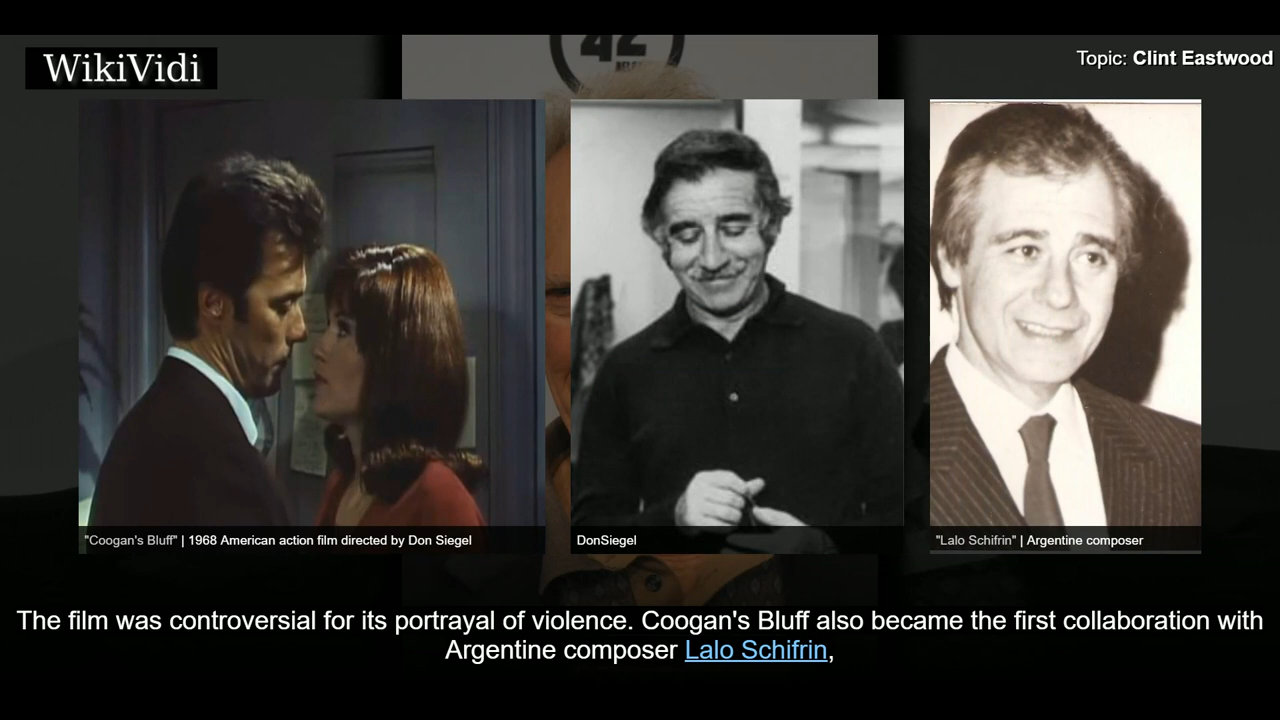 WikiVidi
Topic: Clint Eastwood
42
"Coogan's Bluff" | 1968 American action film directed by Don Siegel
DonSiegel
"Lalo Schifrin" | Argentine composer
The film was controversial for its portrayal of violence. Coogan's Bluff also became the first collaboration with
Argentine composer Lalo Schifrin,